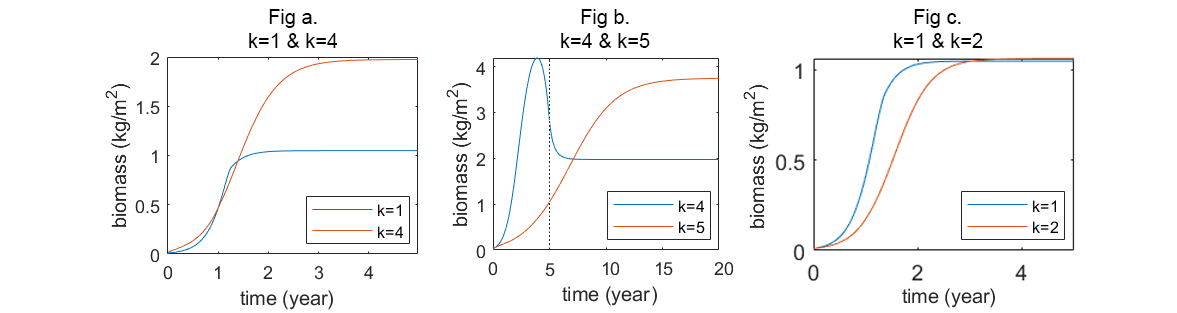 Fig a.
k=1 & k=4
biomass (kg/m²)
2
1.5
1
0.5
0
0 1 2 3 4
time (year)
k=1
k=4
Fig b.
k=4 & k=5
biomass (kg/m²)
4
3
2
1
0
0 5 10 15 20
time (year)
k=4
k=5
Fig c.
k=1 & k=2
biomass (kg/m²)
1
0.5
0
0 2 4
time (year)
k=1
k=2